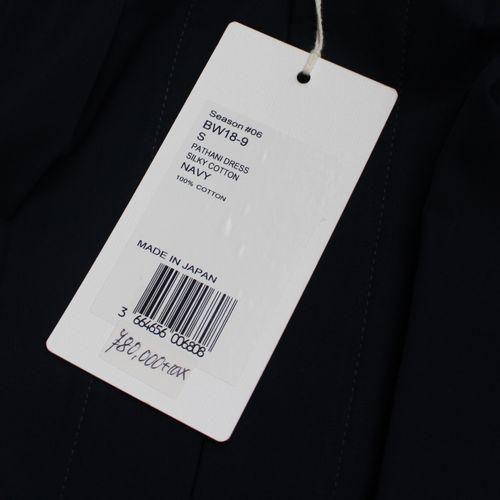 Season #06
BW18-9
S
PATHANI DRESS
SILKY COTTON
NAVY
100% COTTON
MADE IN JAPAN
3 664656 006808
¥80,000+tax